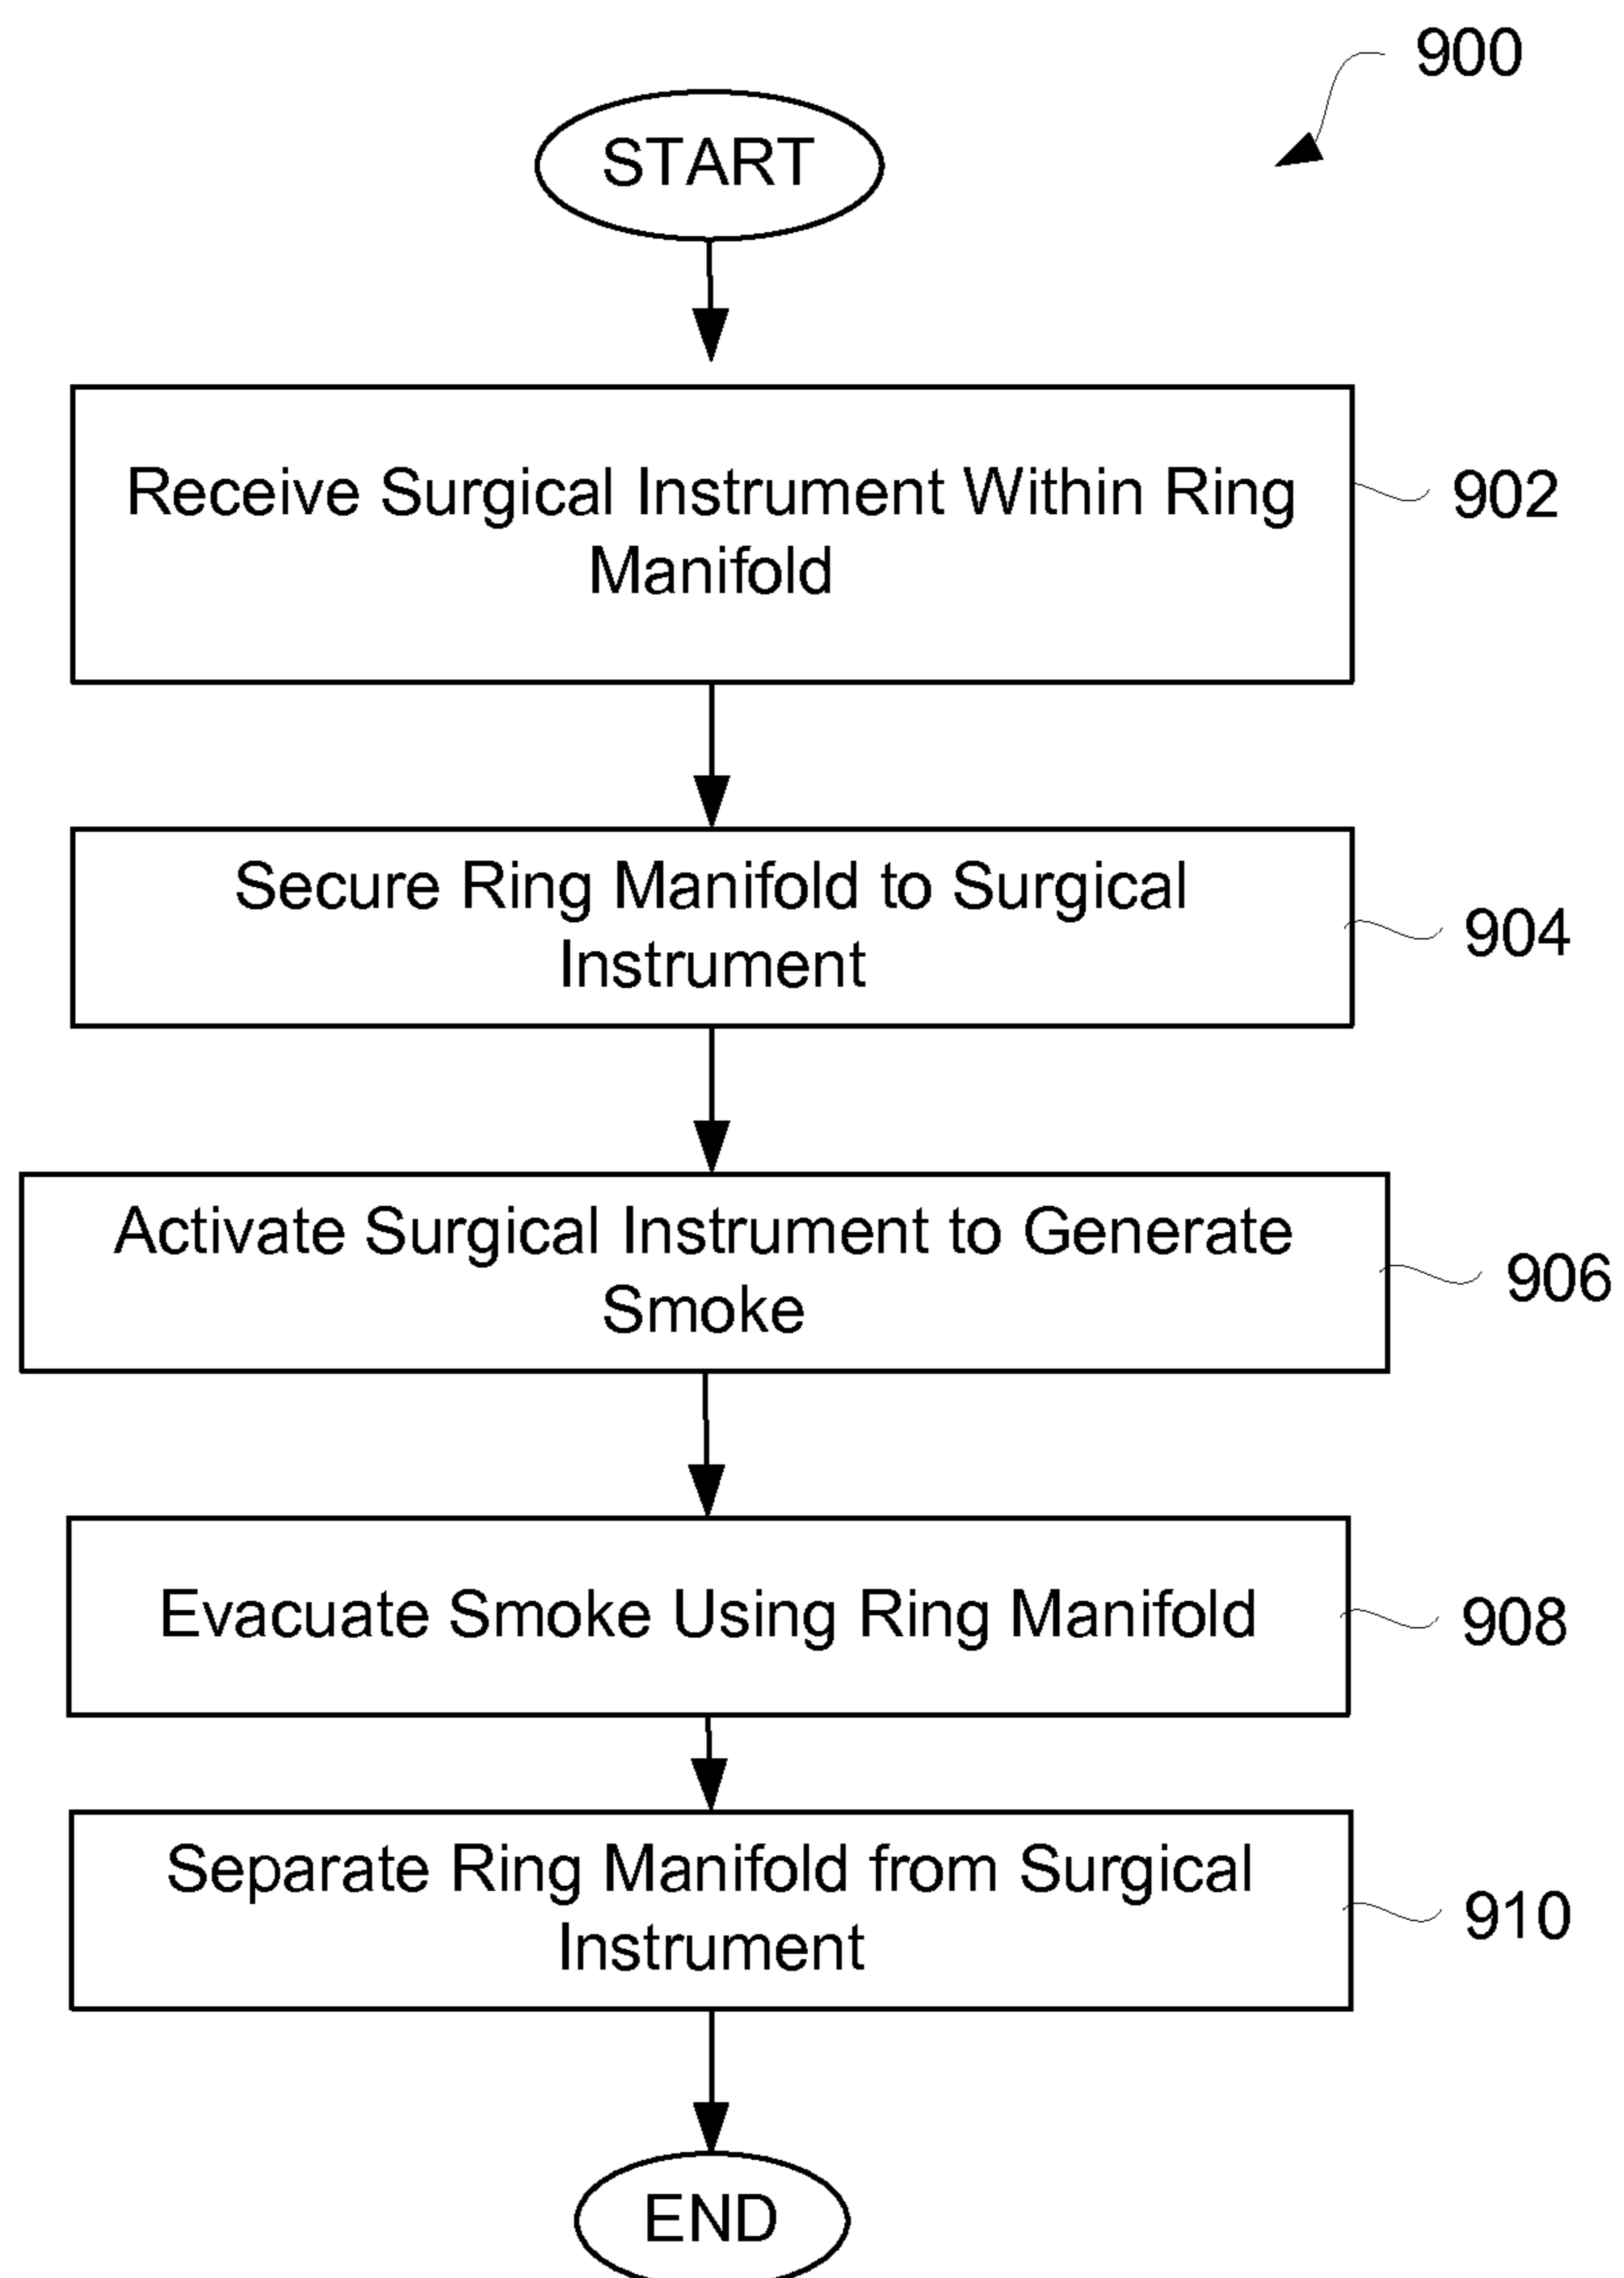 900
START
Receive Surgical Instrument Within Ring
Manifold
902
Secure Ring Manifold to Surgical
Instrument
904
Activate Surgical Instrument to Generate
Smoke
906
Evacuate Smoke Using Ring Manifold
908
Separate Ring Manifold from Surgical
Instrument
910
END